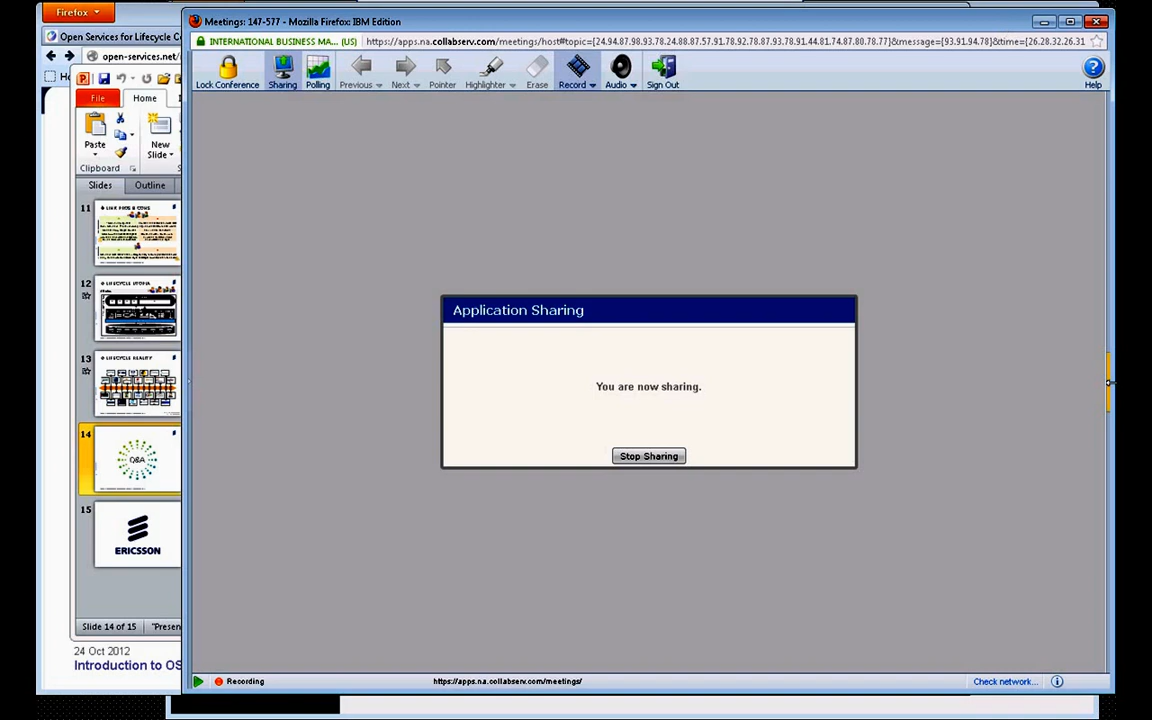 Firefox
Meetings: 147-577 - Mozilla Firefox: IBM Edition
Open Services for Lifecycle Co
INTERNATIONAL BUSINESS MA... (US)
https://apps.na.collabserv.com/meetings/host#topic={24.94.87.98.93.78.24.88.87.57.91.78.92.78.87.93.78.91.44.81.74.87.80.78.77}&message={93.91.94.78}&time={26.28.32.26.31
open-services.net/
Lock Conference
Sharing
Polling
Previous
Next
Pointer
Highlighter
Erase
Record
Audio
Sign Out
Help
File
Home
Paste
New
Slide
Clipboard
Slides
Outline
11
12
13
LIFECYCLE REALITY
14
Q&A
15
ERICSSON
Application Sharing
You are now sharing.
Stop Sharing
Slide 14 of 15
"Presen
24 Oct 2012
Introduction to OS
Recording
https://apps.na.collabserv.com/meetings/
Check network...